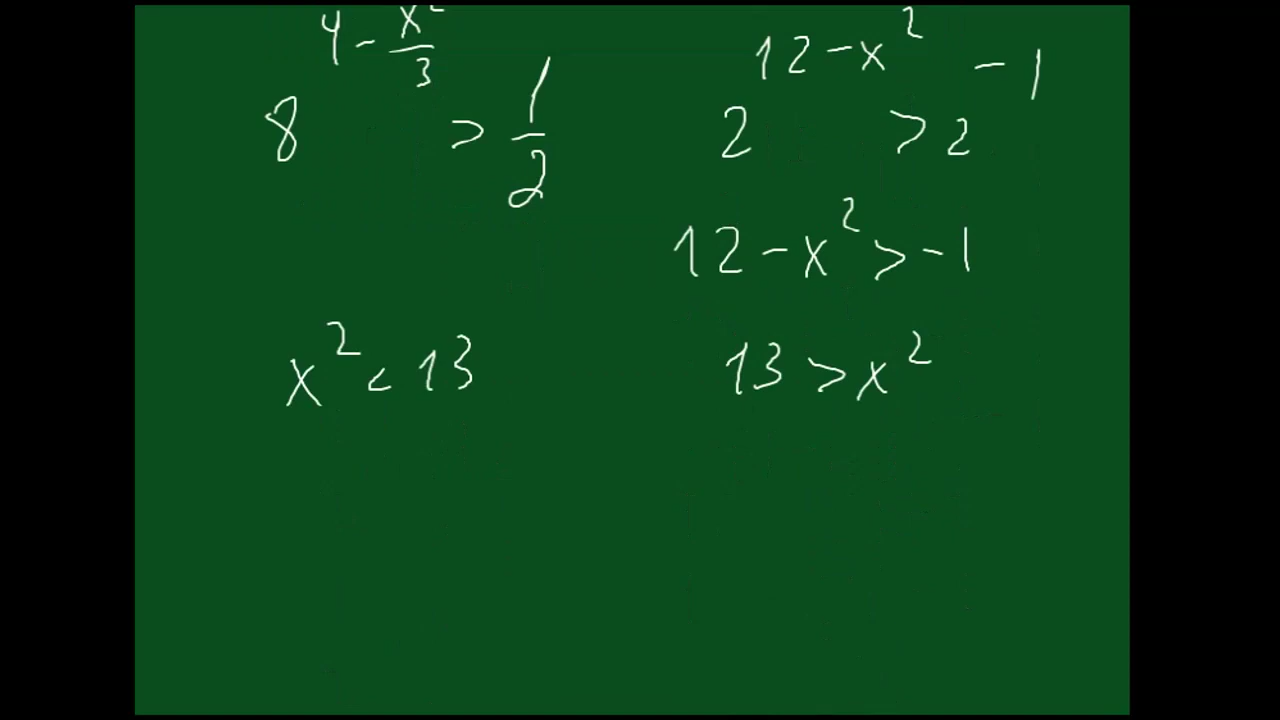 8^(4-x²/3) > 1/2
2^(12-x²) > 2^(-1)
12-x² > -1
x² < 13
13 > x²